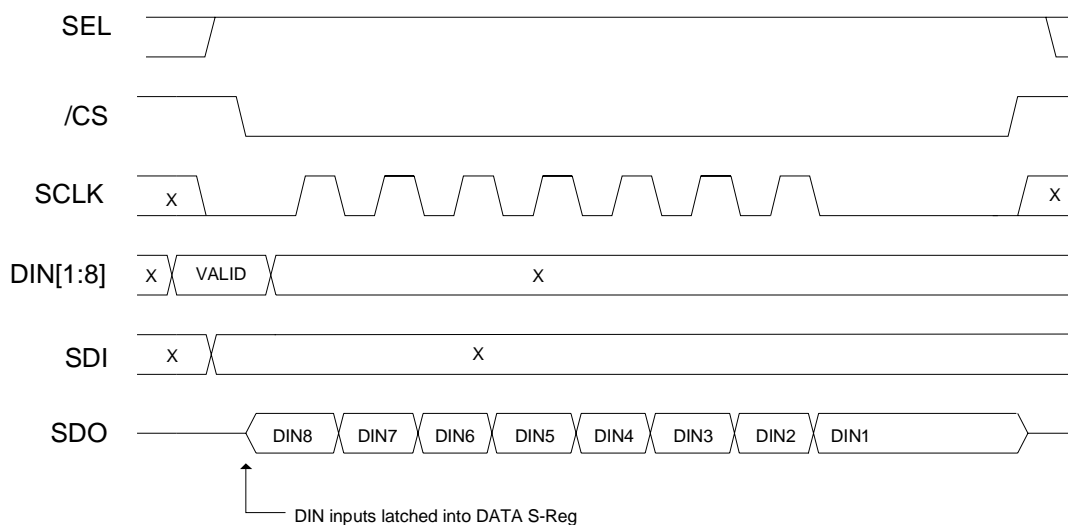 SEL
/CS
SCLK X X
DIN[1:8] X VALID X
SDI X X
SDO DIN8 DIN7 DIN6 DIN5 DIN4 DIN3 DIN2 DIN1
DIN inputs latched into DATA S-Reg